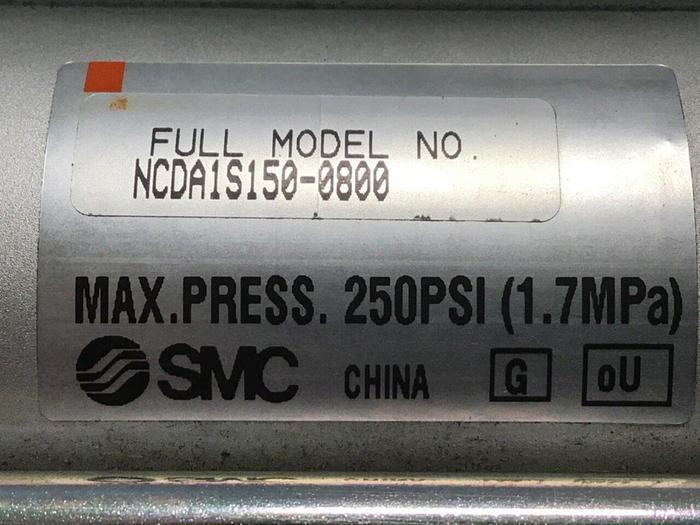 FULL MODEL NO.
NCDA1S150-0800
MAX.PRESS. 250PSI (1.7MPa)
SMC CHINA G oU